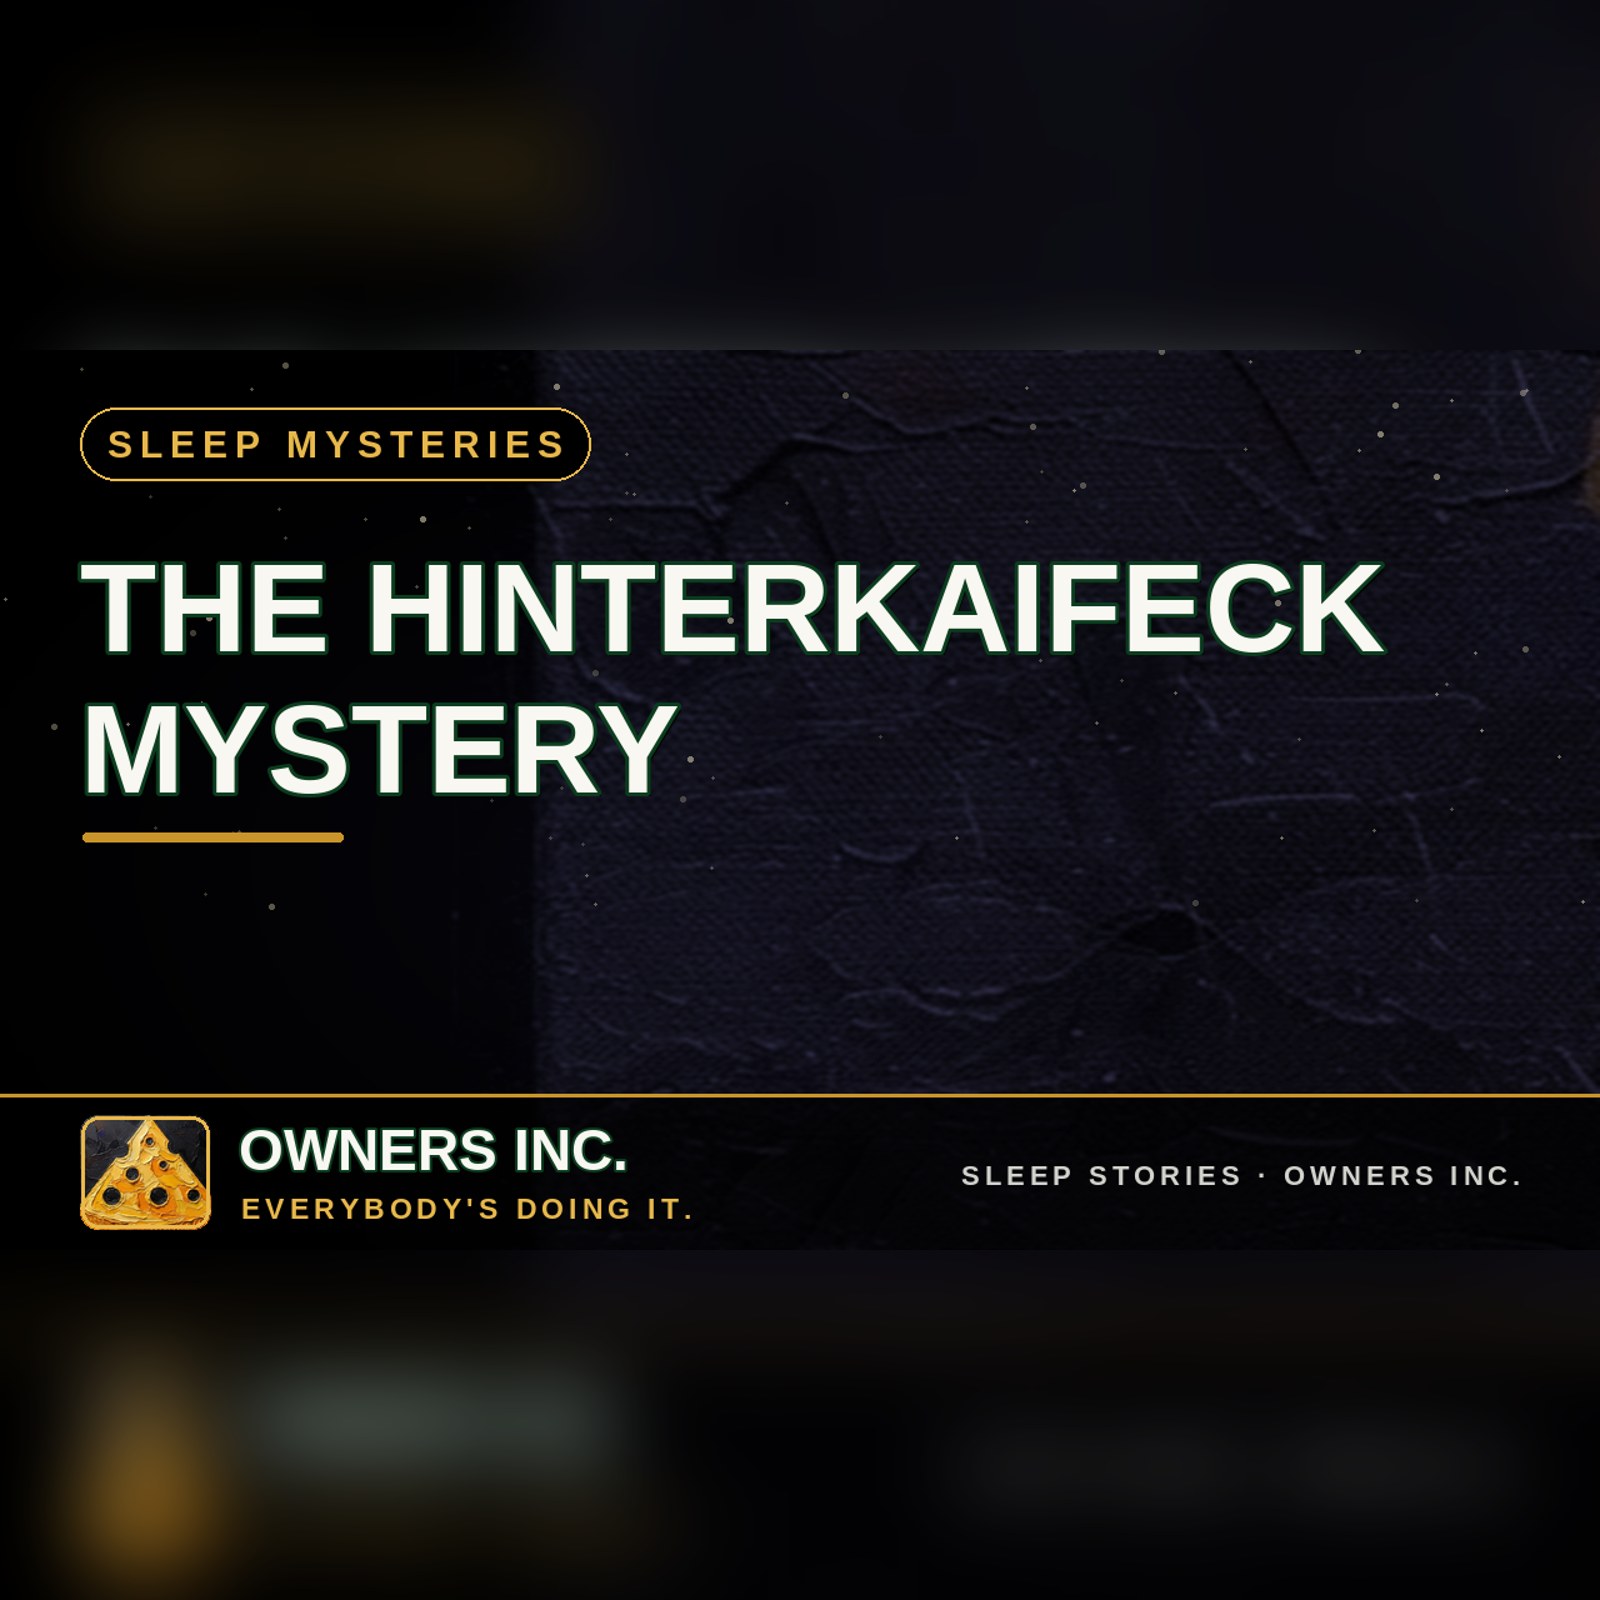 SLEEP MYSTERIES
THE HINTERKAIFECK
MYSTERY
OWNERS INC.
EVERYBODY'S DOING IT.
SLEEP STORIES · OWNERS INC.